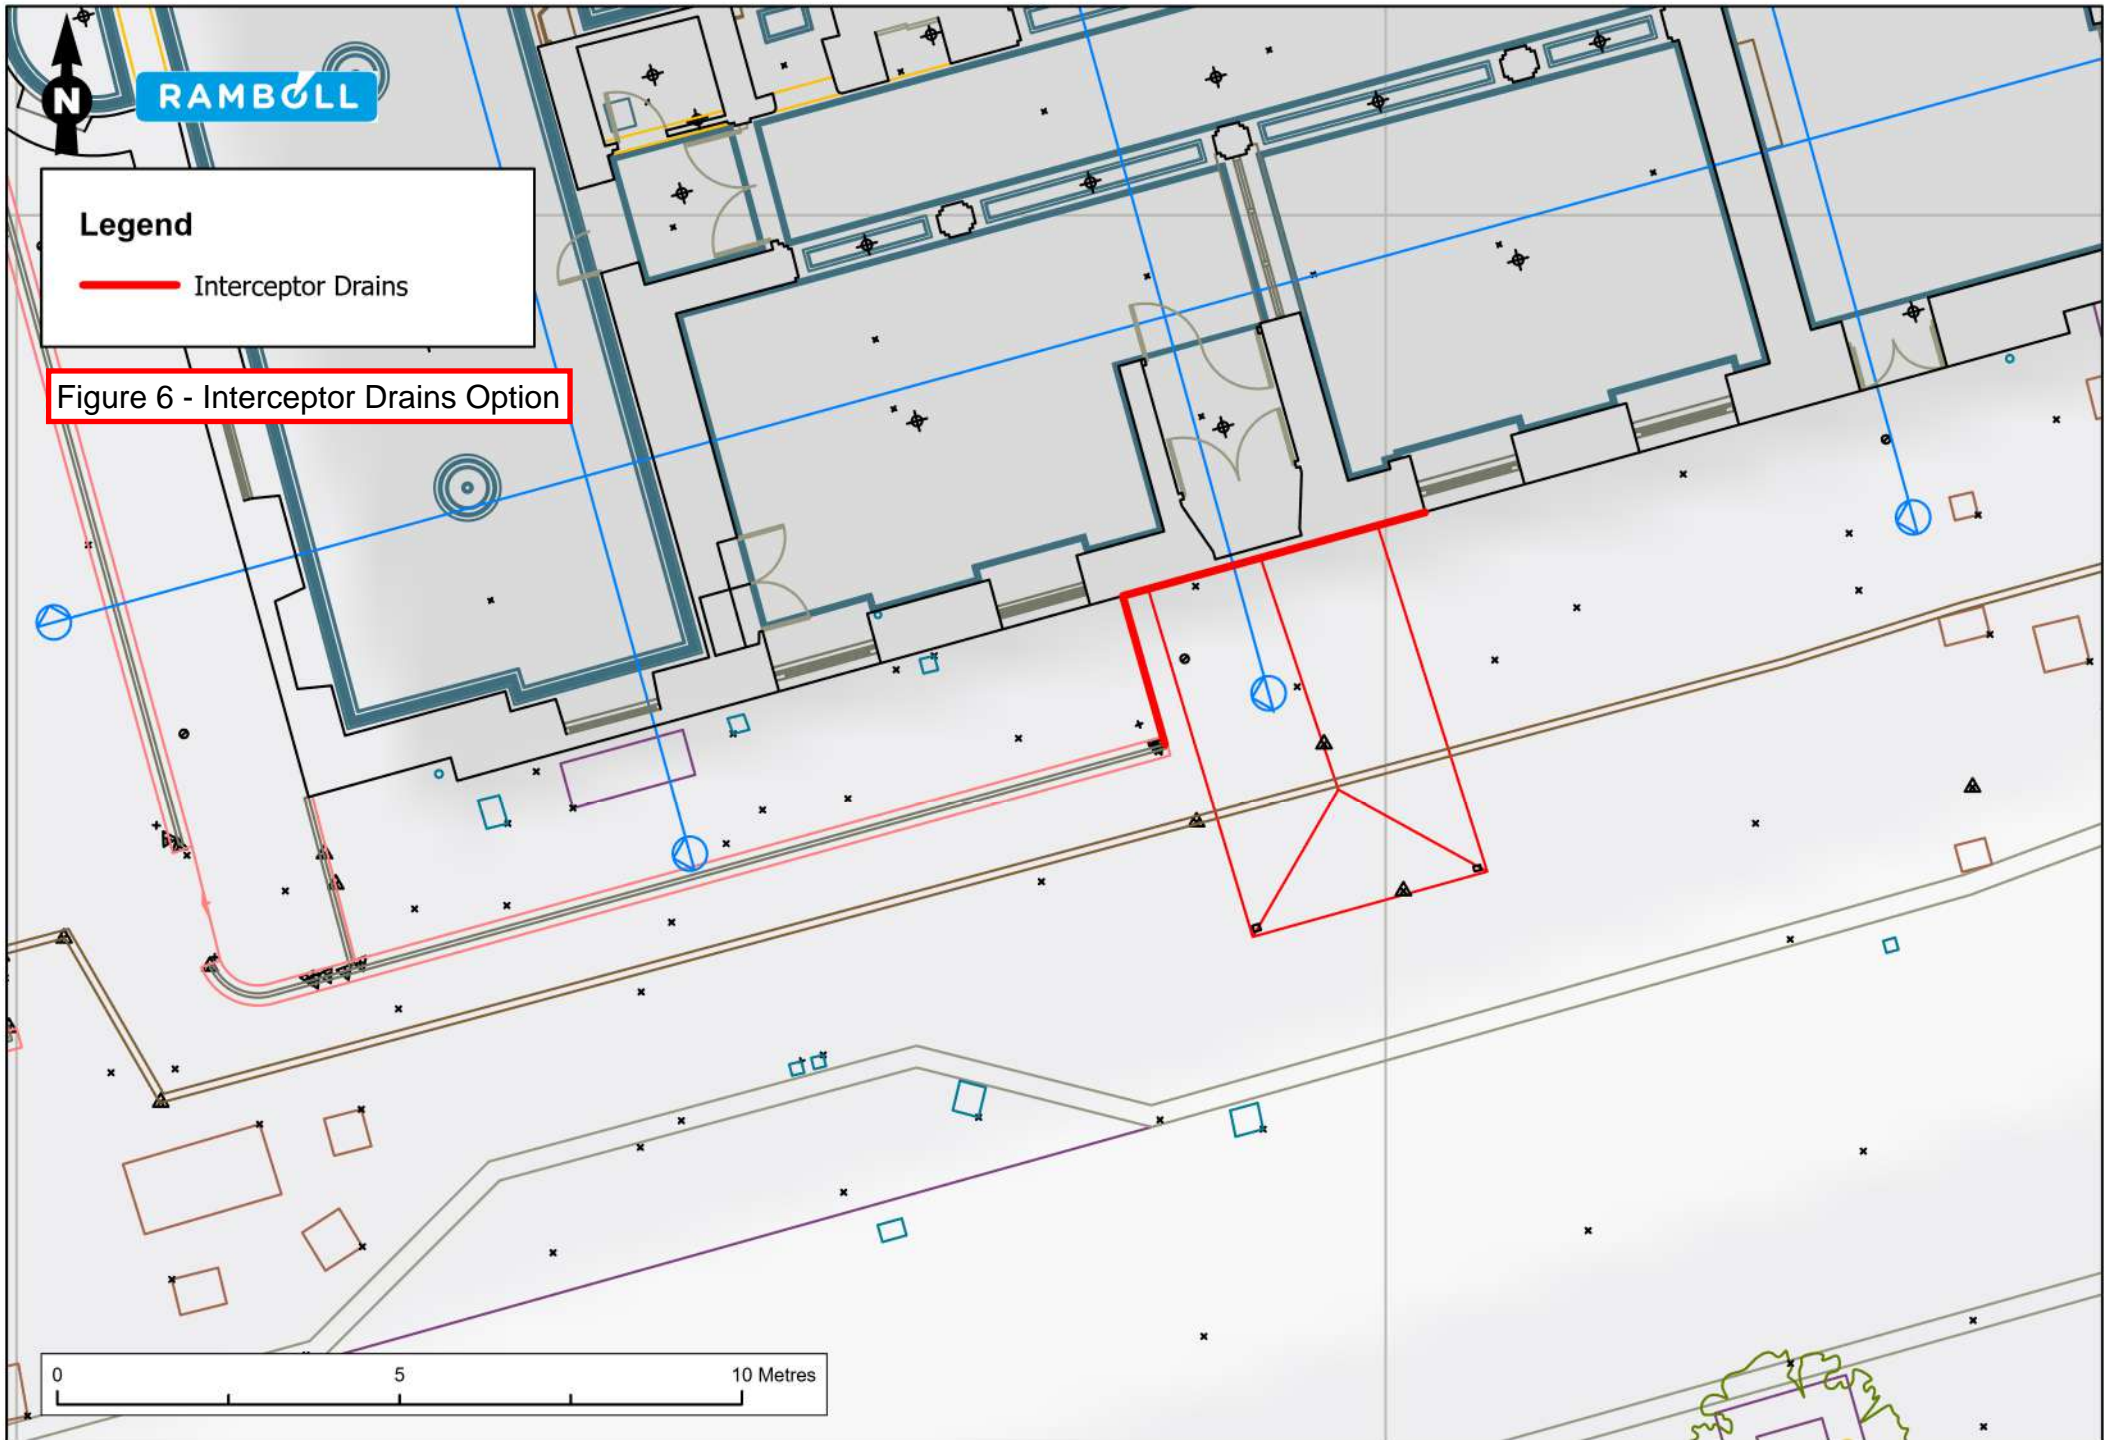 N
RAMBOLL
Legend
Interceptor Drains
Figure 6 - Interceptor Drains Option
0 5 10 Metres